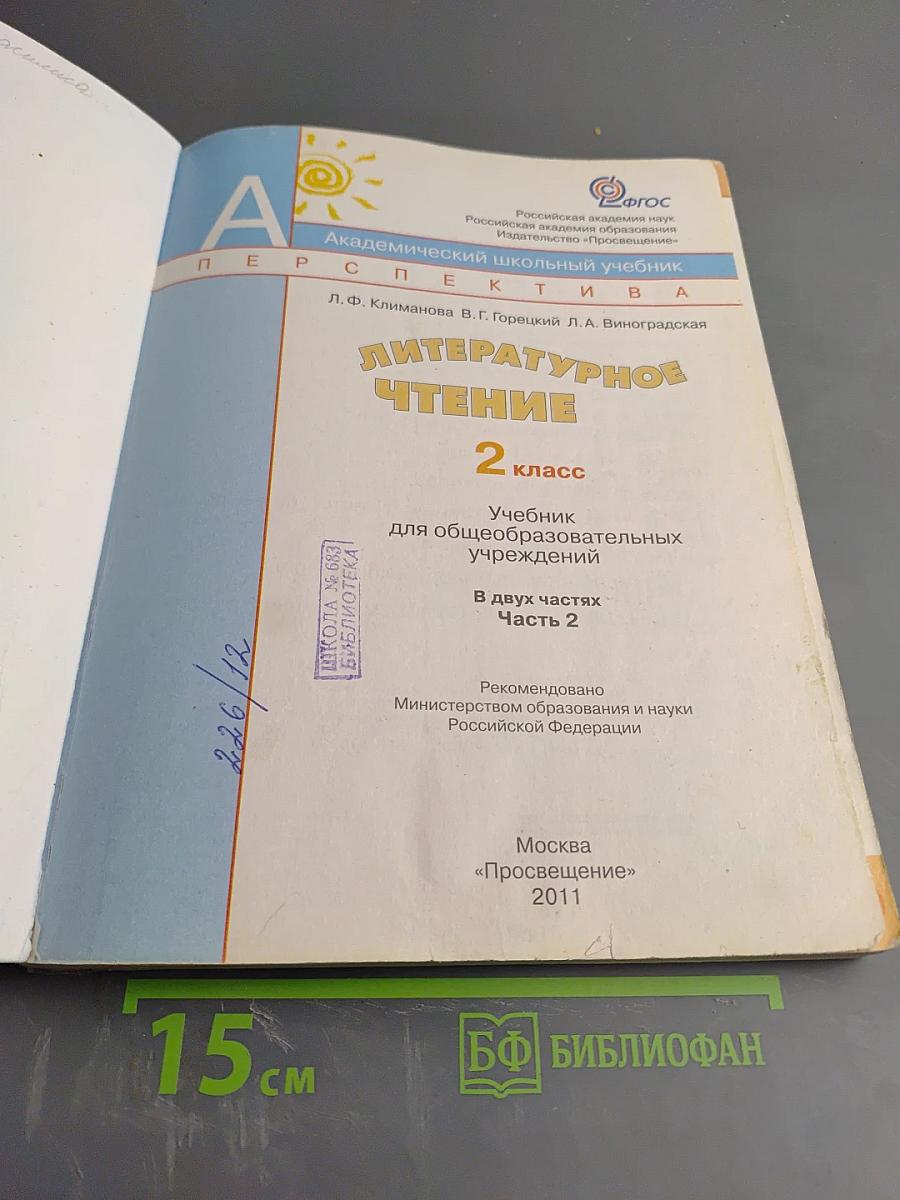 ФГОС
Российская академия наук
Российская академия образования
Издательство «Просвещение»
А
Академический школьный учебник
ПЕРСПЕКТИВА
Л. Ф. Климанова В. Г. Горецкий Л. А. Виноградская
ЛИТЕРАТУРНОЕ
ЧТЕНИЕ
2 класс
Учебник
для общеобразовательных
учреждений
В двух частях
Часть 2
ШКОЛА № 683
БИБЛИОТЕКА
226/12
Рекомендовано
Министерством образования и науки
Российской Федерации
Москва
«Просвещение»
2011
15 см
БФ БИБЛИОФАН